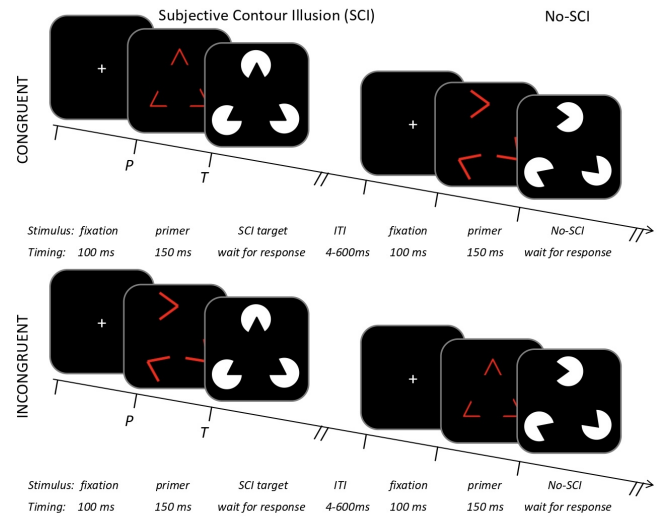 Subjective Contour Illusion (SCI) No-SCI
CONGRUENT
P
T
Stimulus: fixation primer SCI target ITI fixation primer No-SCI
Timing: 100 ms 150 ms wait for response 4-600ms 100 ms 150 ms wait for response
INCONGRUENT
P
T
Stimulus: fixation primer SCI target ITI fixation primer No-SCI
Timing: 100 ms 150 ms wait for response 4-600ms 100 ms 150 ms wait for response